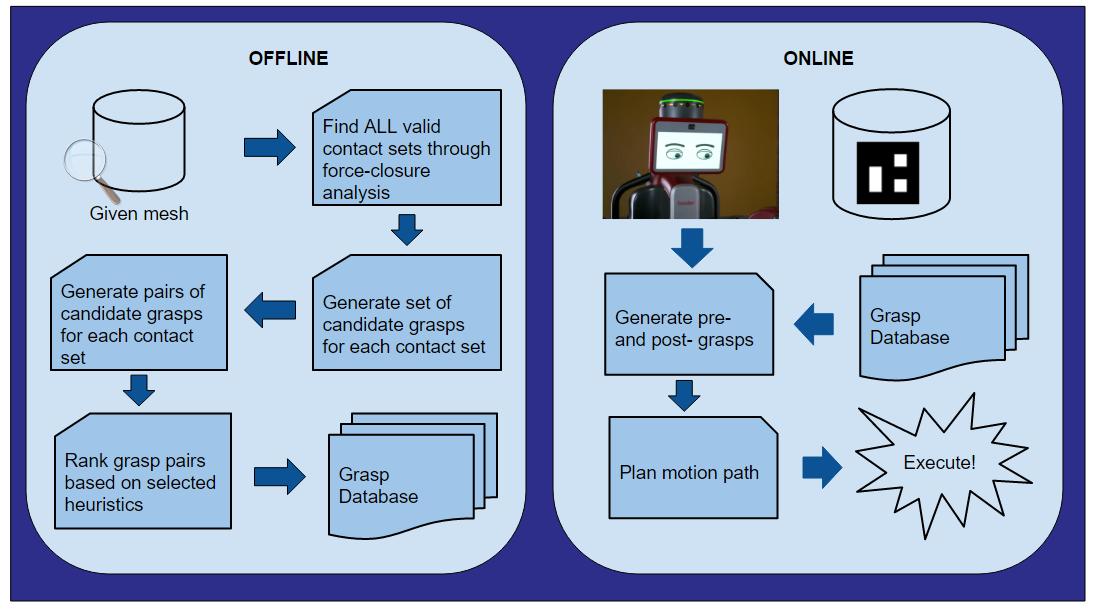 OFFLINE
Given mesh
Find ALL valid
contact sets through
force-closure
analysis
Generate set of
candidate grasps
for each contact set
Generate pairs of
candidate grasps
for each contact
set
Rank grasp pairs
based on selected
heuristics
Grasp
Database
ONLINE
Generate pre-
and post- grasps
Grasp
Database
Plan motion path
Execute!